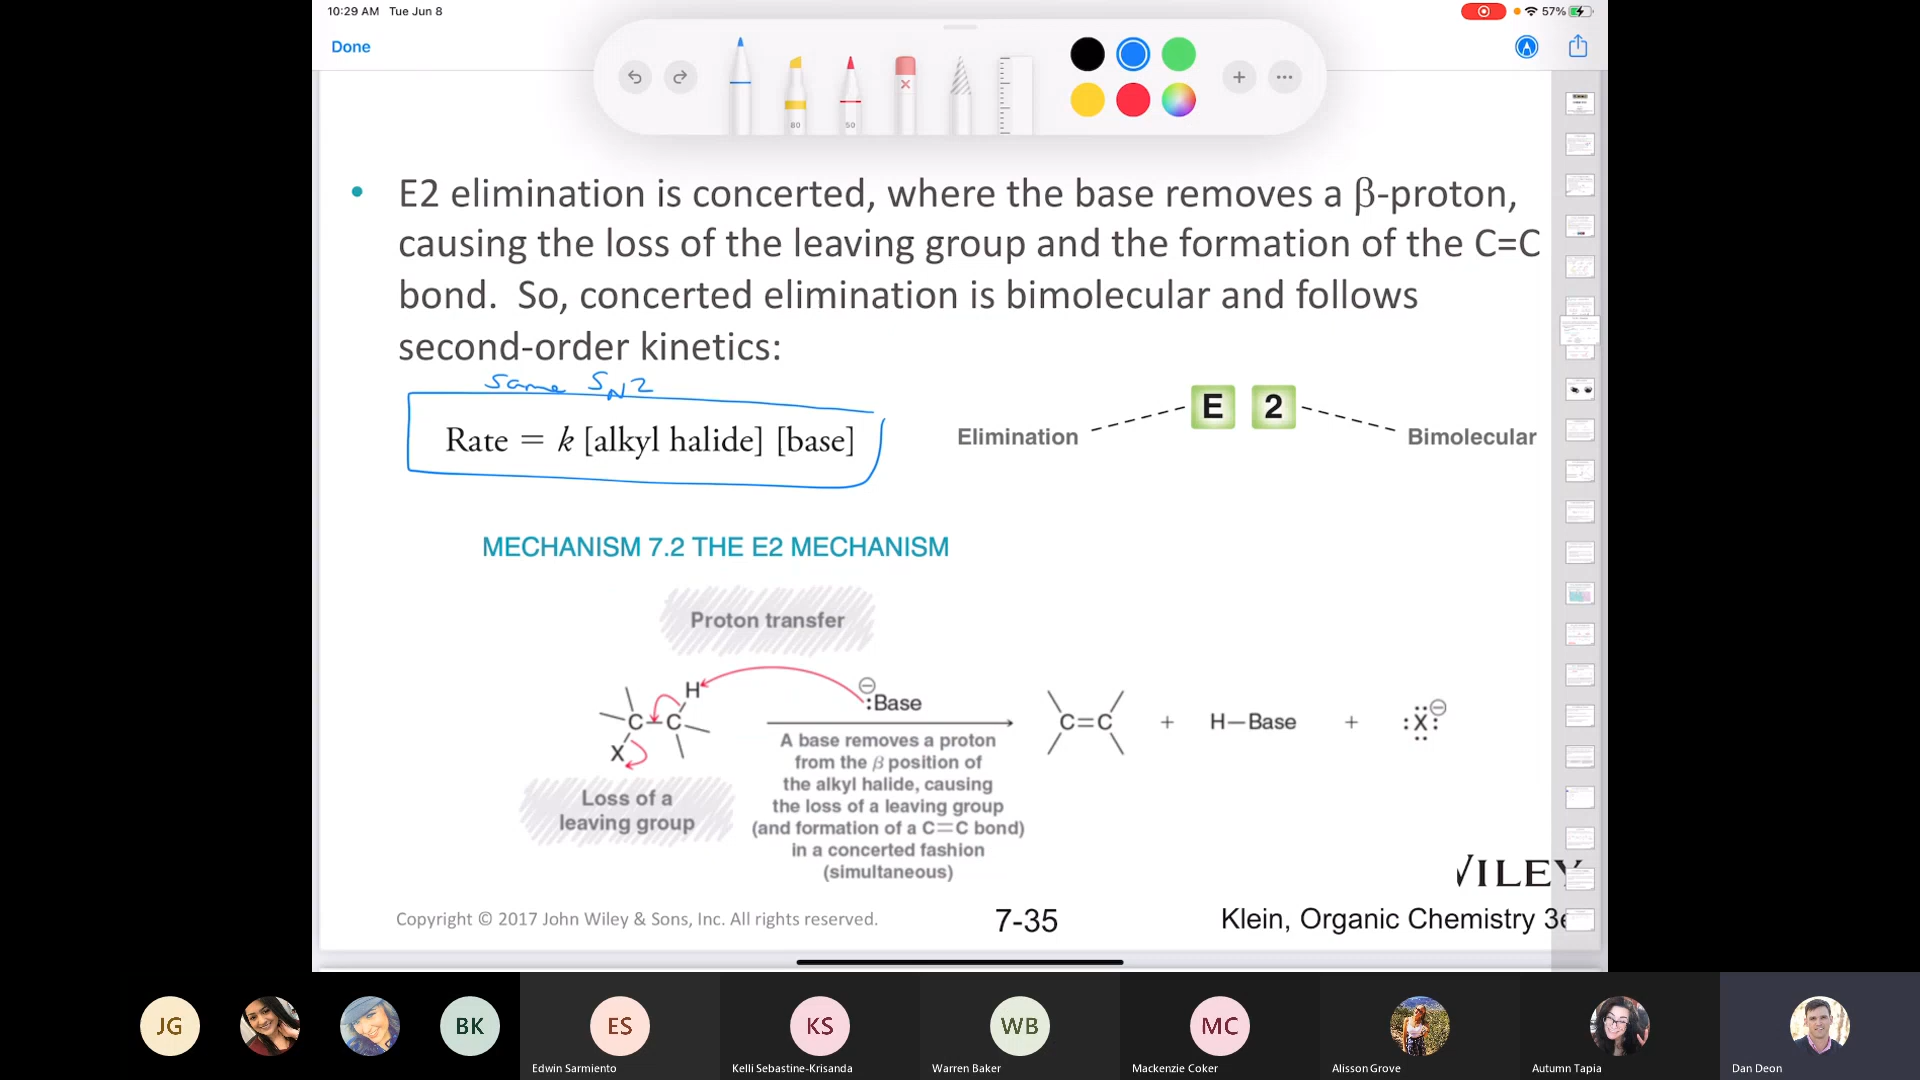 10:29 AM Tue Jun 8
57%
Done
80
50
• E2 elimination is concerted, where the base removes a β-proton,
causing the loss of the leaving group and the formation of the C=C
bond. So, concerted elimination is bimolecular and follows
second-order kinetics:
Same SN2
Rate = k [alkyl halide] [base]
E 2
Elimination
Bimolecular
MECHANISM 7.2 THE E2 MECHANISM
Proton transfer
H
⊖
:Base
C–C
X
C=C
+
H—Base
+
:X:⊖
Loss of a
leaving group
A base removes a proton
from the β position of
the alkyl halide, causing
the loss of a leaving group
(and formation of a C=C bond)
in a concerted fashion
(simultaneous)
WILEY
Copyright © 2017 John Wiley & Sons, Inc. All rights reserved.
7-35
Klein, Organic Chemistry 3e
JG
BK
ES
KS
WB
MC
Edwin Sarmiento
Kelli Sebastine-Krisanda
Warren Baker
Mackenzie Coker
Alisson Grove
Autumn Tapia
Dan Deon